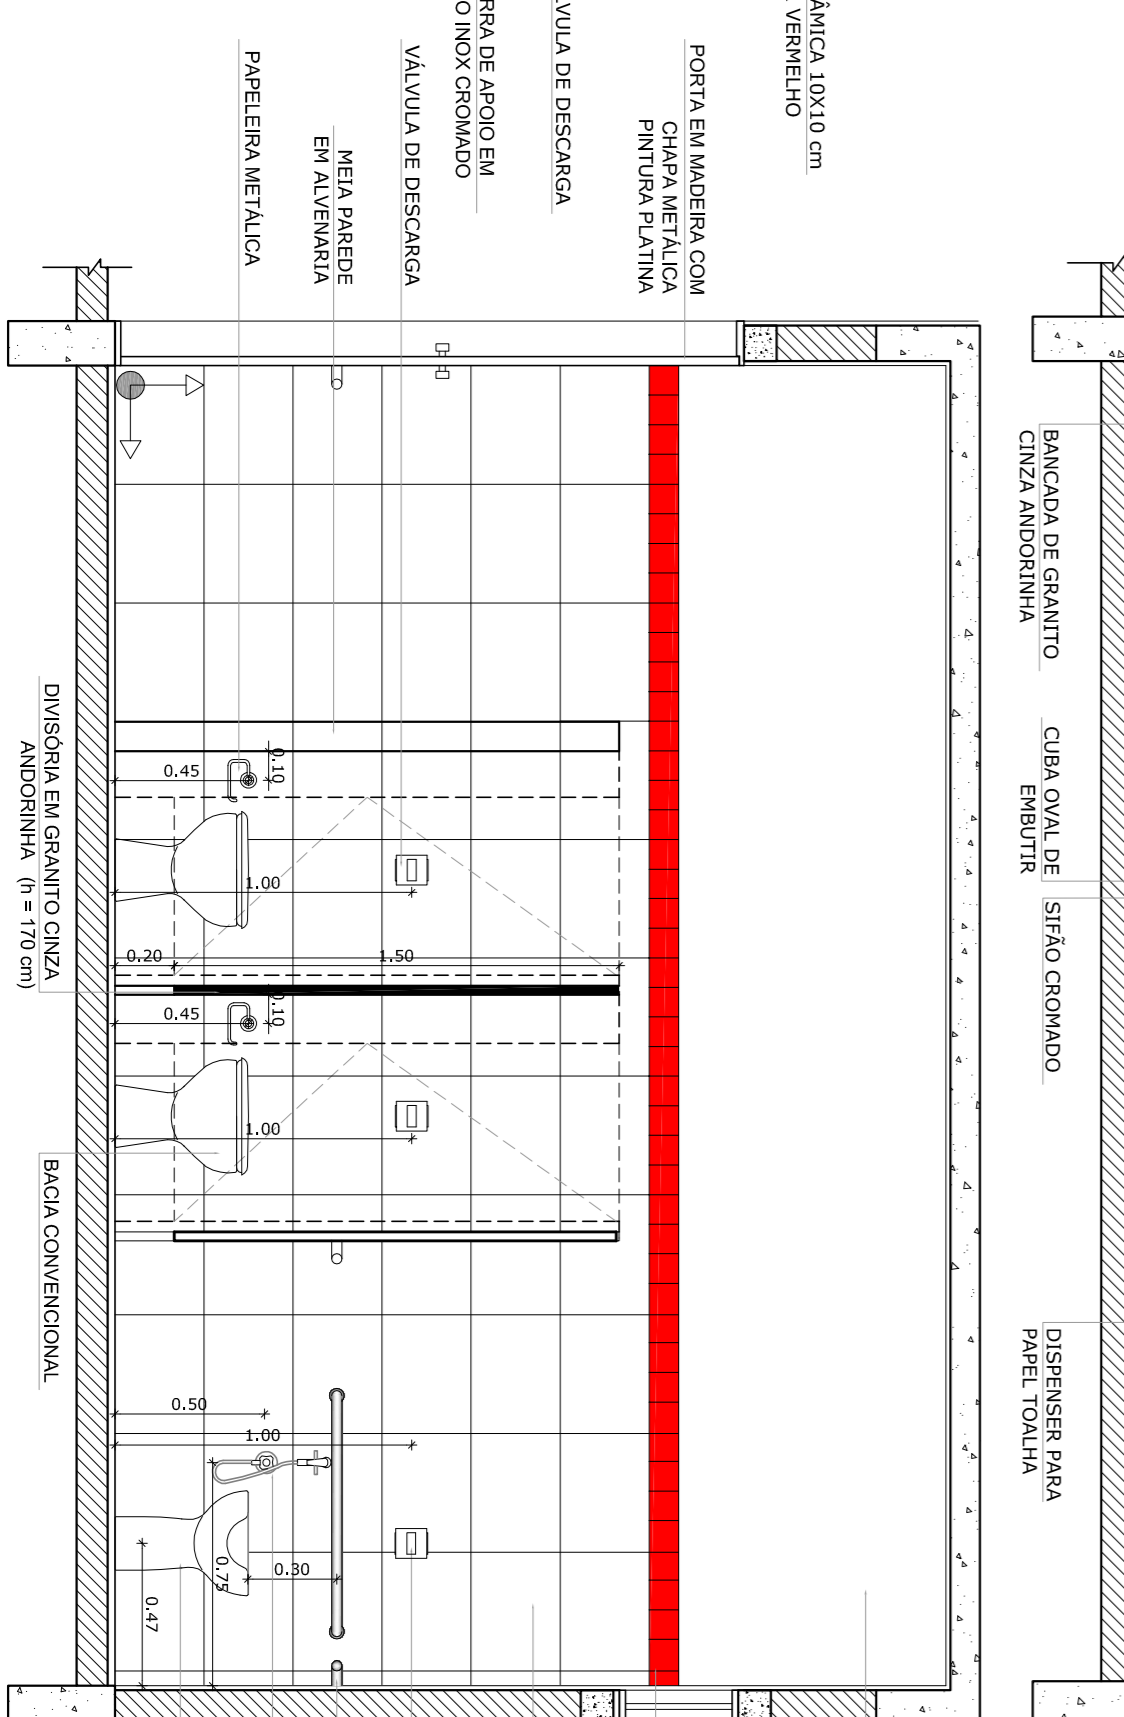 ÂMICA 10X10 cm
VERMELHO
PORTA EM MADEIRA COM
CHAPA METÁLICA
PINTURA PLATINA
VULA DE DESCARGA
RRA DE APOIO EM
O INOX CROMADO
VÁLVULA DE DESCARGA
MEIA PAREDE
EM ALVENARIA
PAPELEIRA METÁLICA
BANCADA DE GRANITO
CINZA ANDORINHA
CUBA OVAL DE
EMBUTIR
SIFÃO CROMADO
DISPENSER PARA
PAPEL TOALHA
0.10
0.45
1.00
0.20
1.50
0.10
0.45
1.00
0.50
1.00
0.30
0.75
0.47
DIVISÓRIA EM GRANITO CINZA
ANDORINHA (h = 170 cm)
BACIA CONVENCIONAL